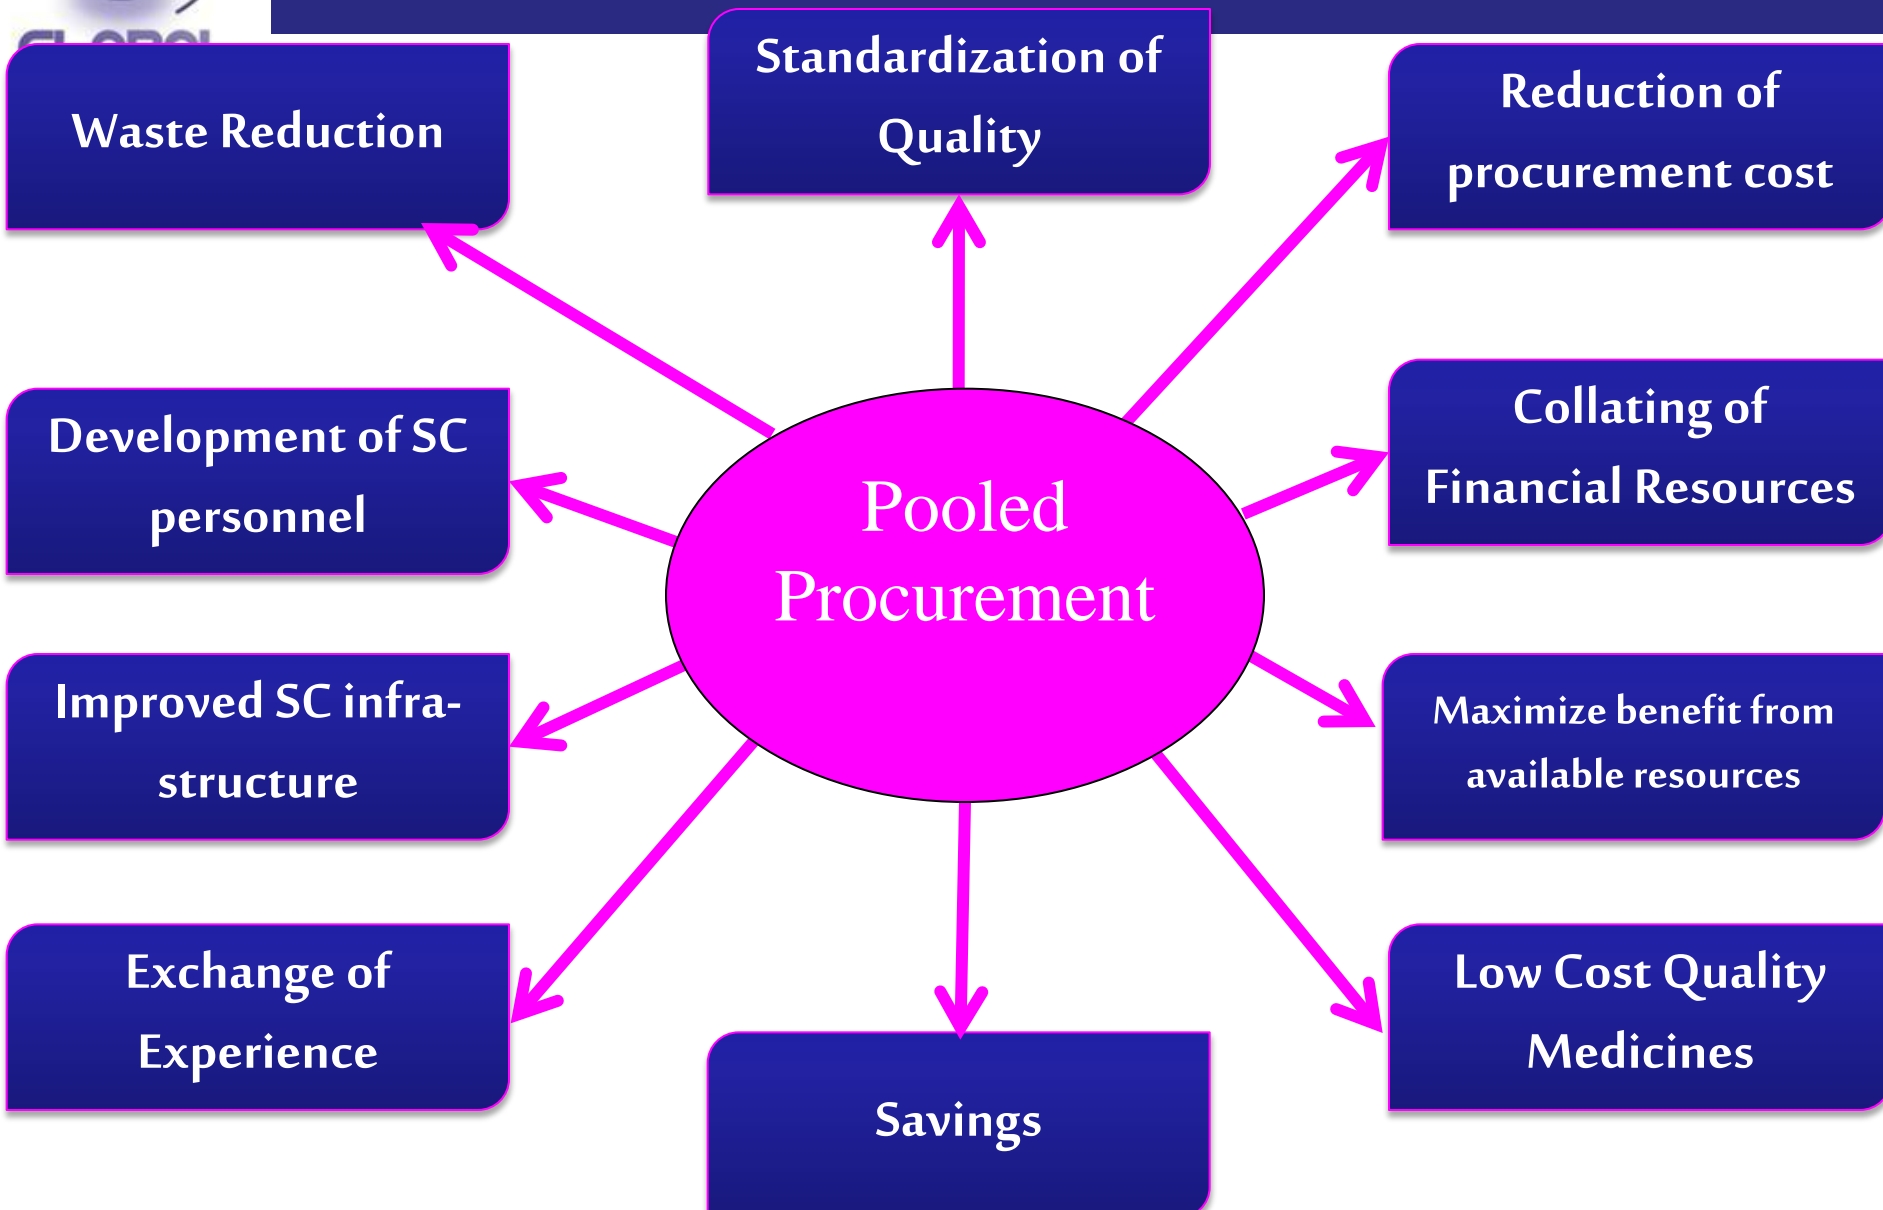 Standardization of
Quality
Waste Reduction
Reduction of
procurement cost
Development of SC
personnel
Collating of
Financial Resources
Pooled
Procurement
Improved SC infra-
structure
Maximize benefit from
available resources
Exchange of
Experience
Low Cost Quality
Medicines
Savings